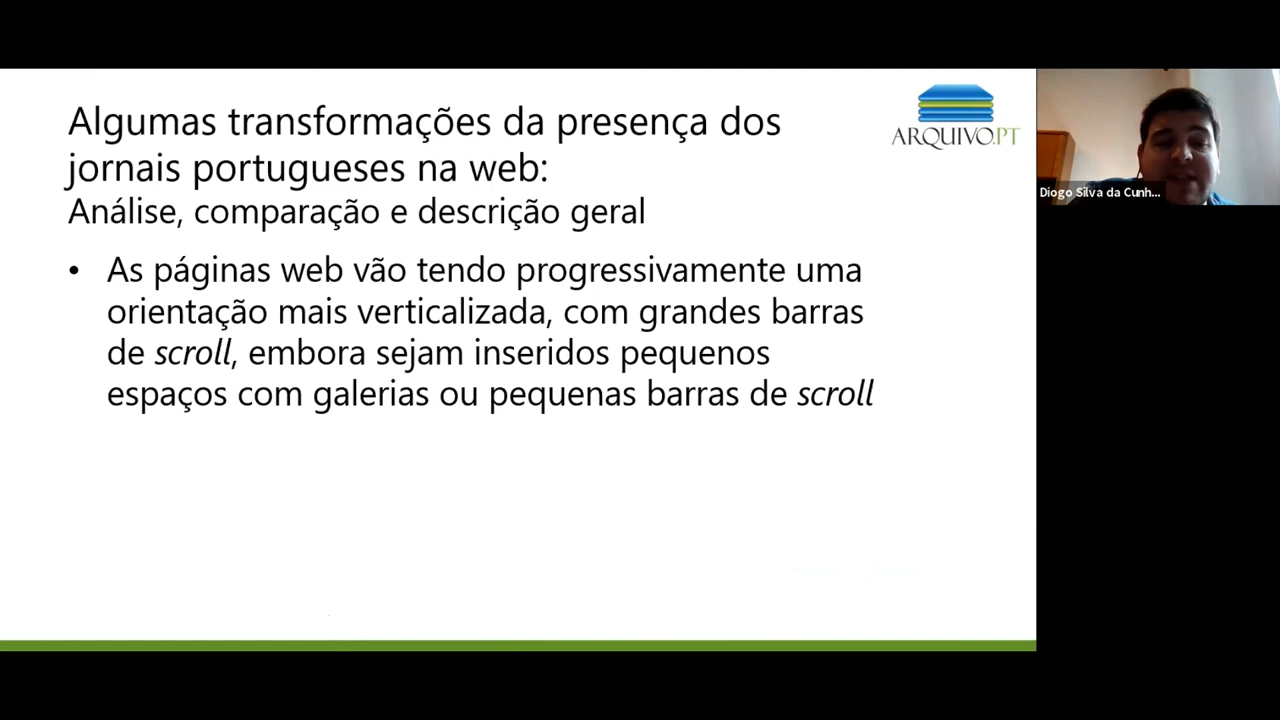 Algumas transformações da presença dos
jornais portugueses na web:
Análise, comparação e descrição geral
• As páginas web vão tendo progressivamente uma
orientação mais verticalizada, com grandes barras
de scroll, embora sejam inseridos pequenos
espaços com galerias ou pequenas barras de scroll
ARQUIVO.PT
Diogo Silva da Cunh...